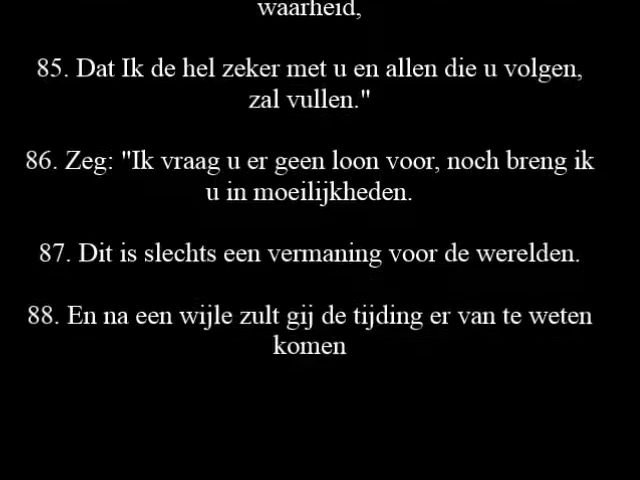 waarheid,
85. Dat Ik de hel zeker met u en allen die u volgen,
zal vullen."
86. Zeg: "Ik vraag u er geen loon voor, noch breng ik
u in moeilijkheden.
87. Dit is slechts een vermaning voor de werelden.
88. En na een wijle zult gij de tijding er van te weten
komen